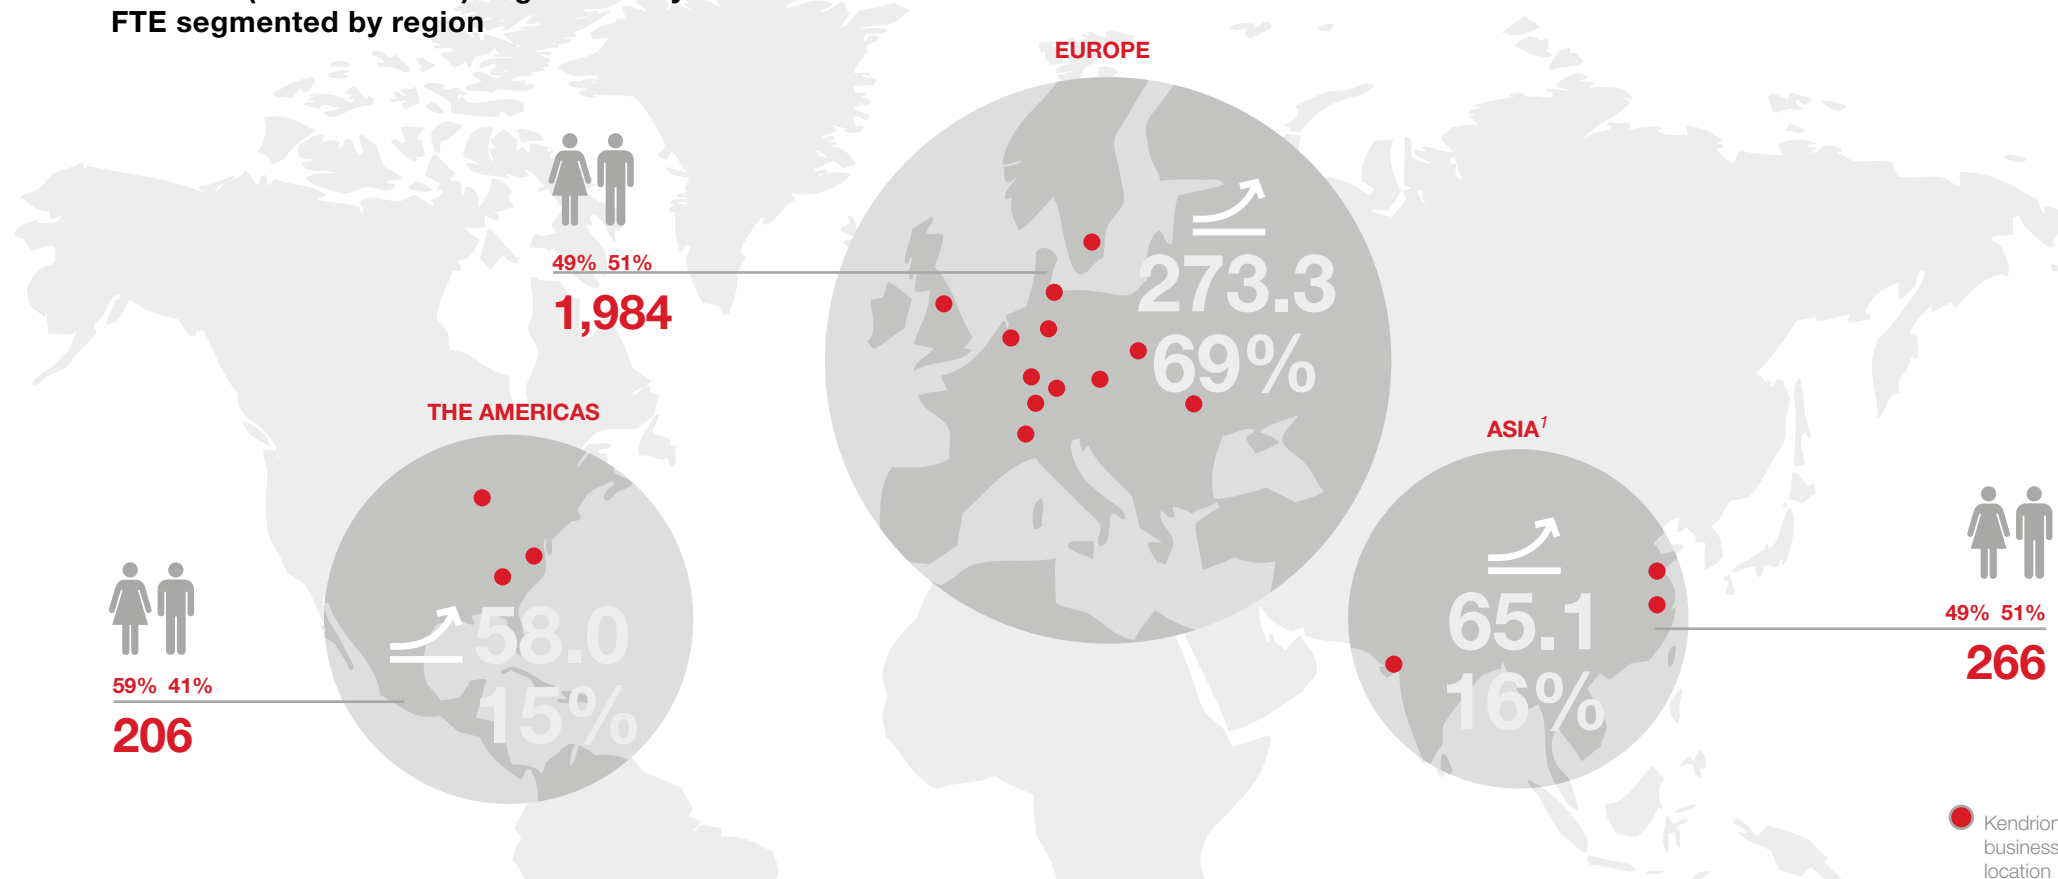 FTE segmented by region
EUROPE
49% 51%
1,984
273.3
69%
THE AMERICAS
58.0
15%
59% 41%
206
ASIA1
65.1
16%
49% 51%
266
Kendrion
business
location